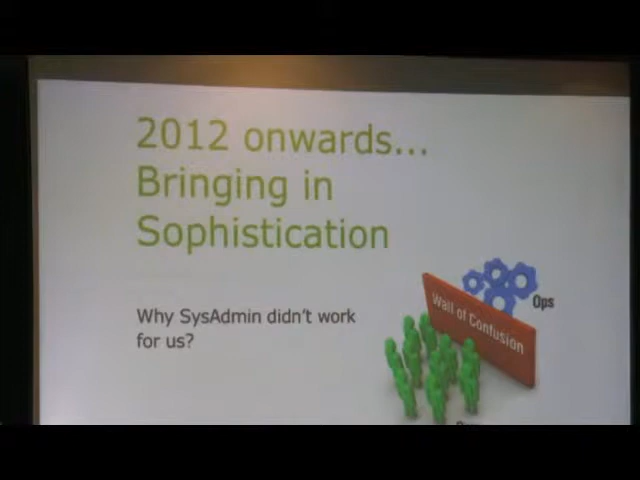 2012 onwards...
Bringing in
Sophistication
Why SysAdmin didn't work
for us?
Ops
Wall of Confusion